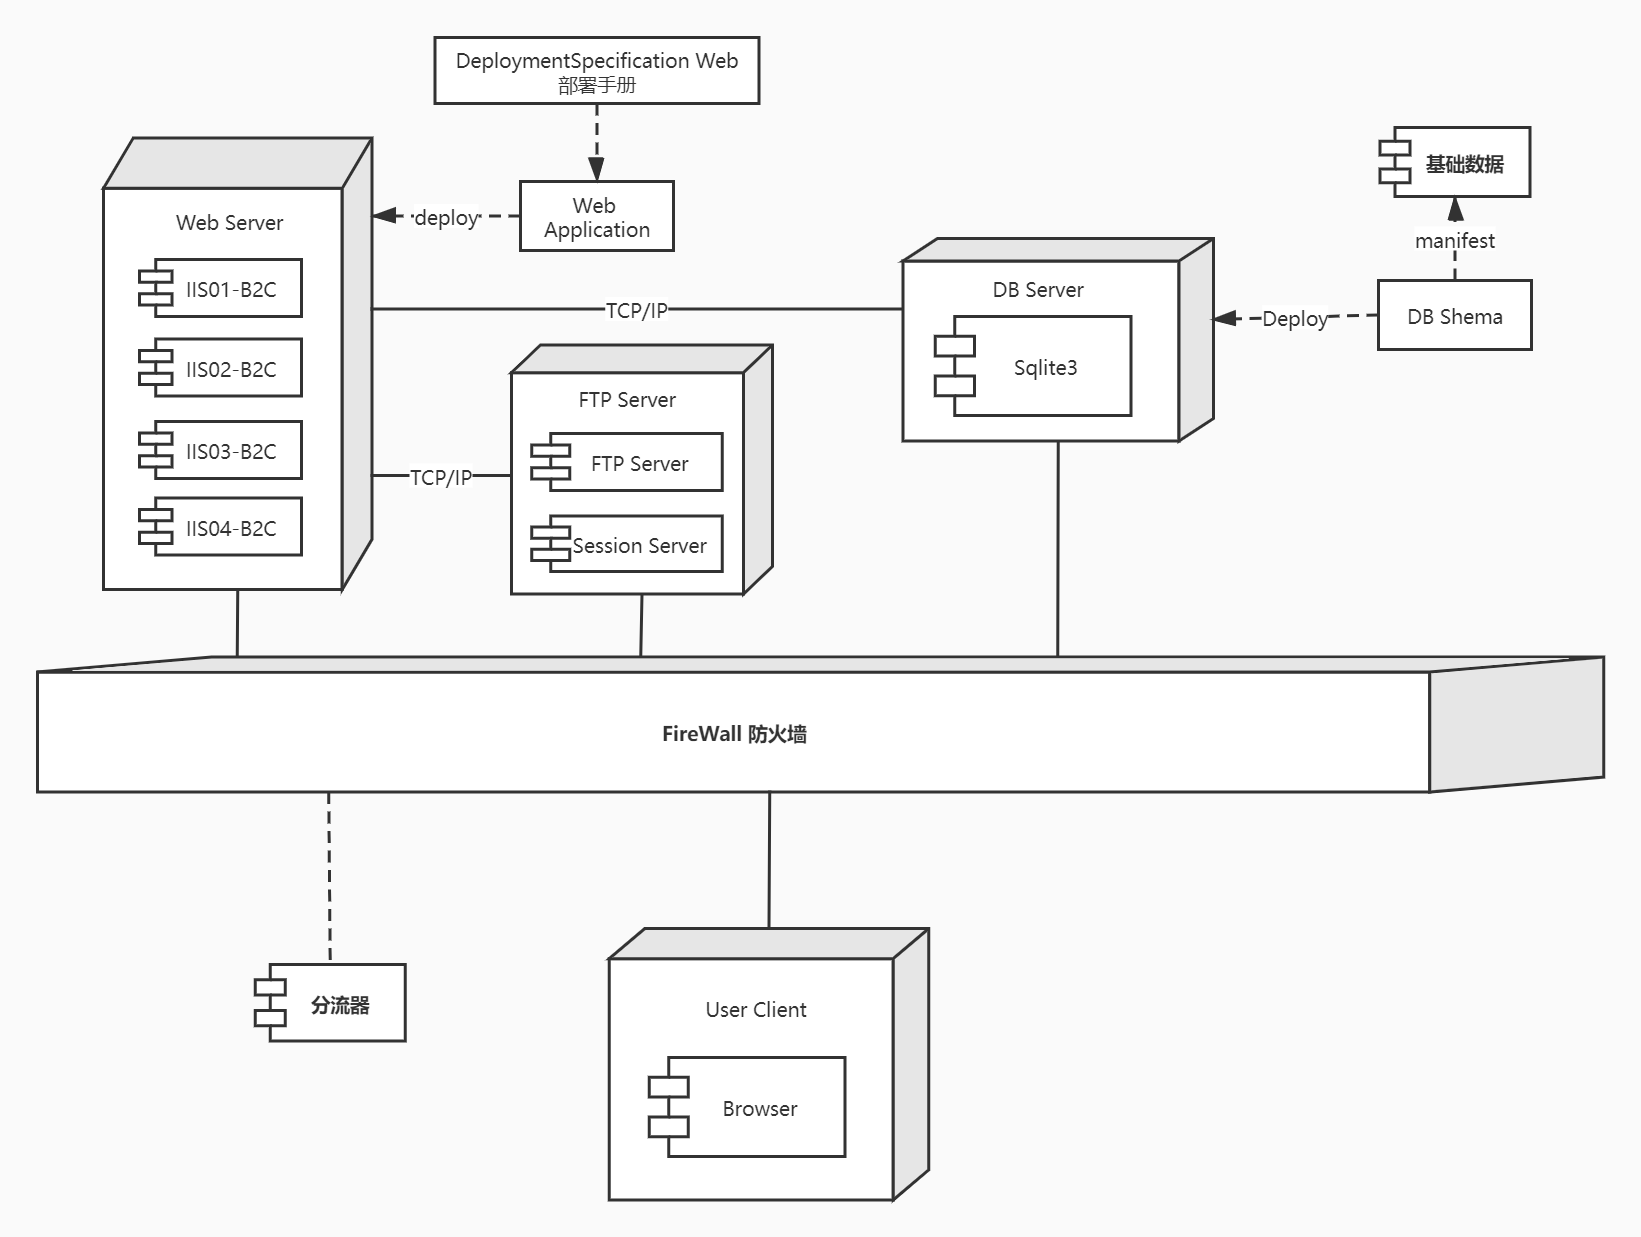 DeploymentSpecification Web
部署手册
Web
Application
deploy
Web Server
IIS01-B2C
IIS02-B2C
IIS03-B2C
IIS04-B2C
TCP/IP
TCP/IP
FTP Server
FTP Server
Session Server
DB Server
Sqlite3
基础数据
manifest
DB Shema
Deploy
FireWall 防火墙
分流器
User Client
Browser